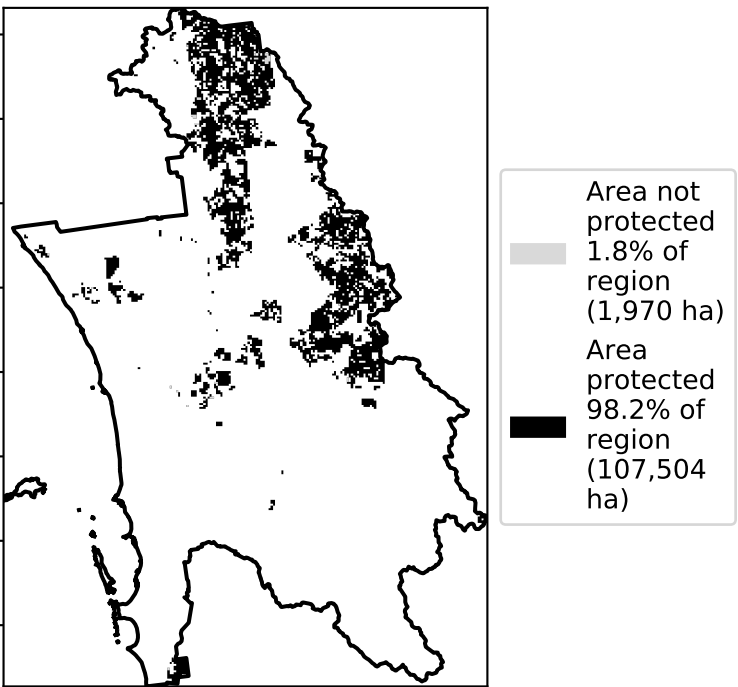 Area not
protected
1.8% of
region
(1,970 ha)
Area
protected
98.2% of
region
(107,504
ha)